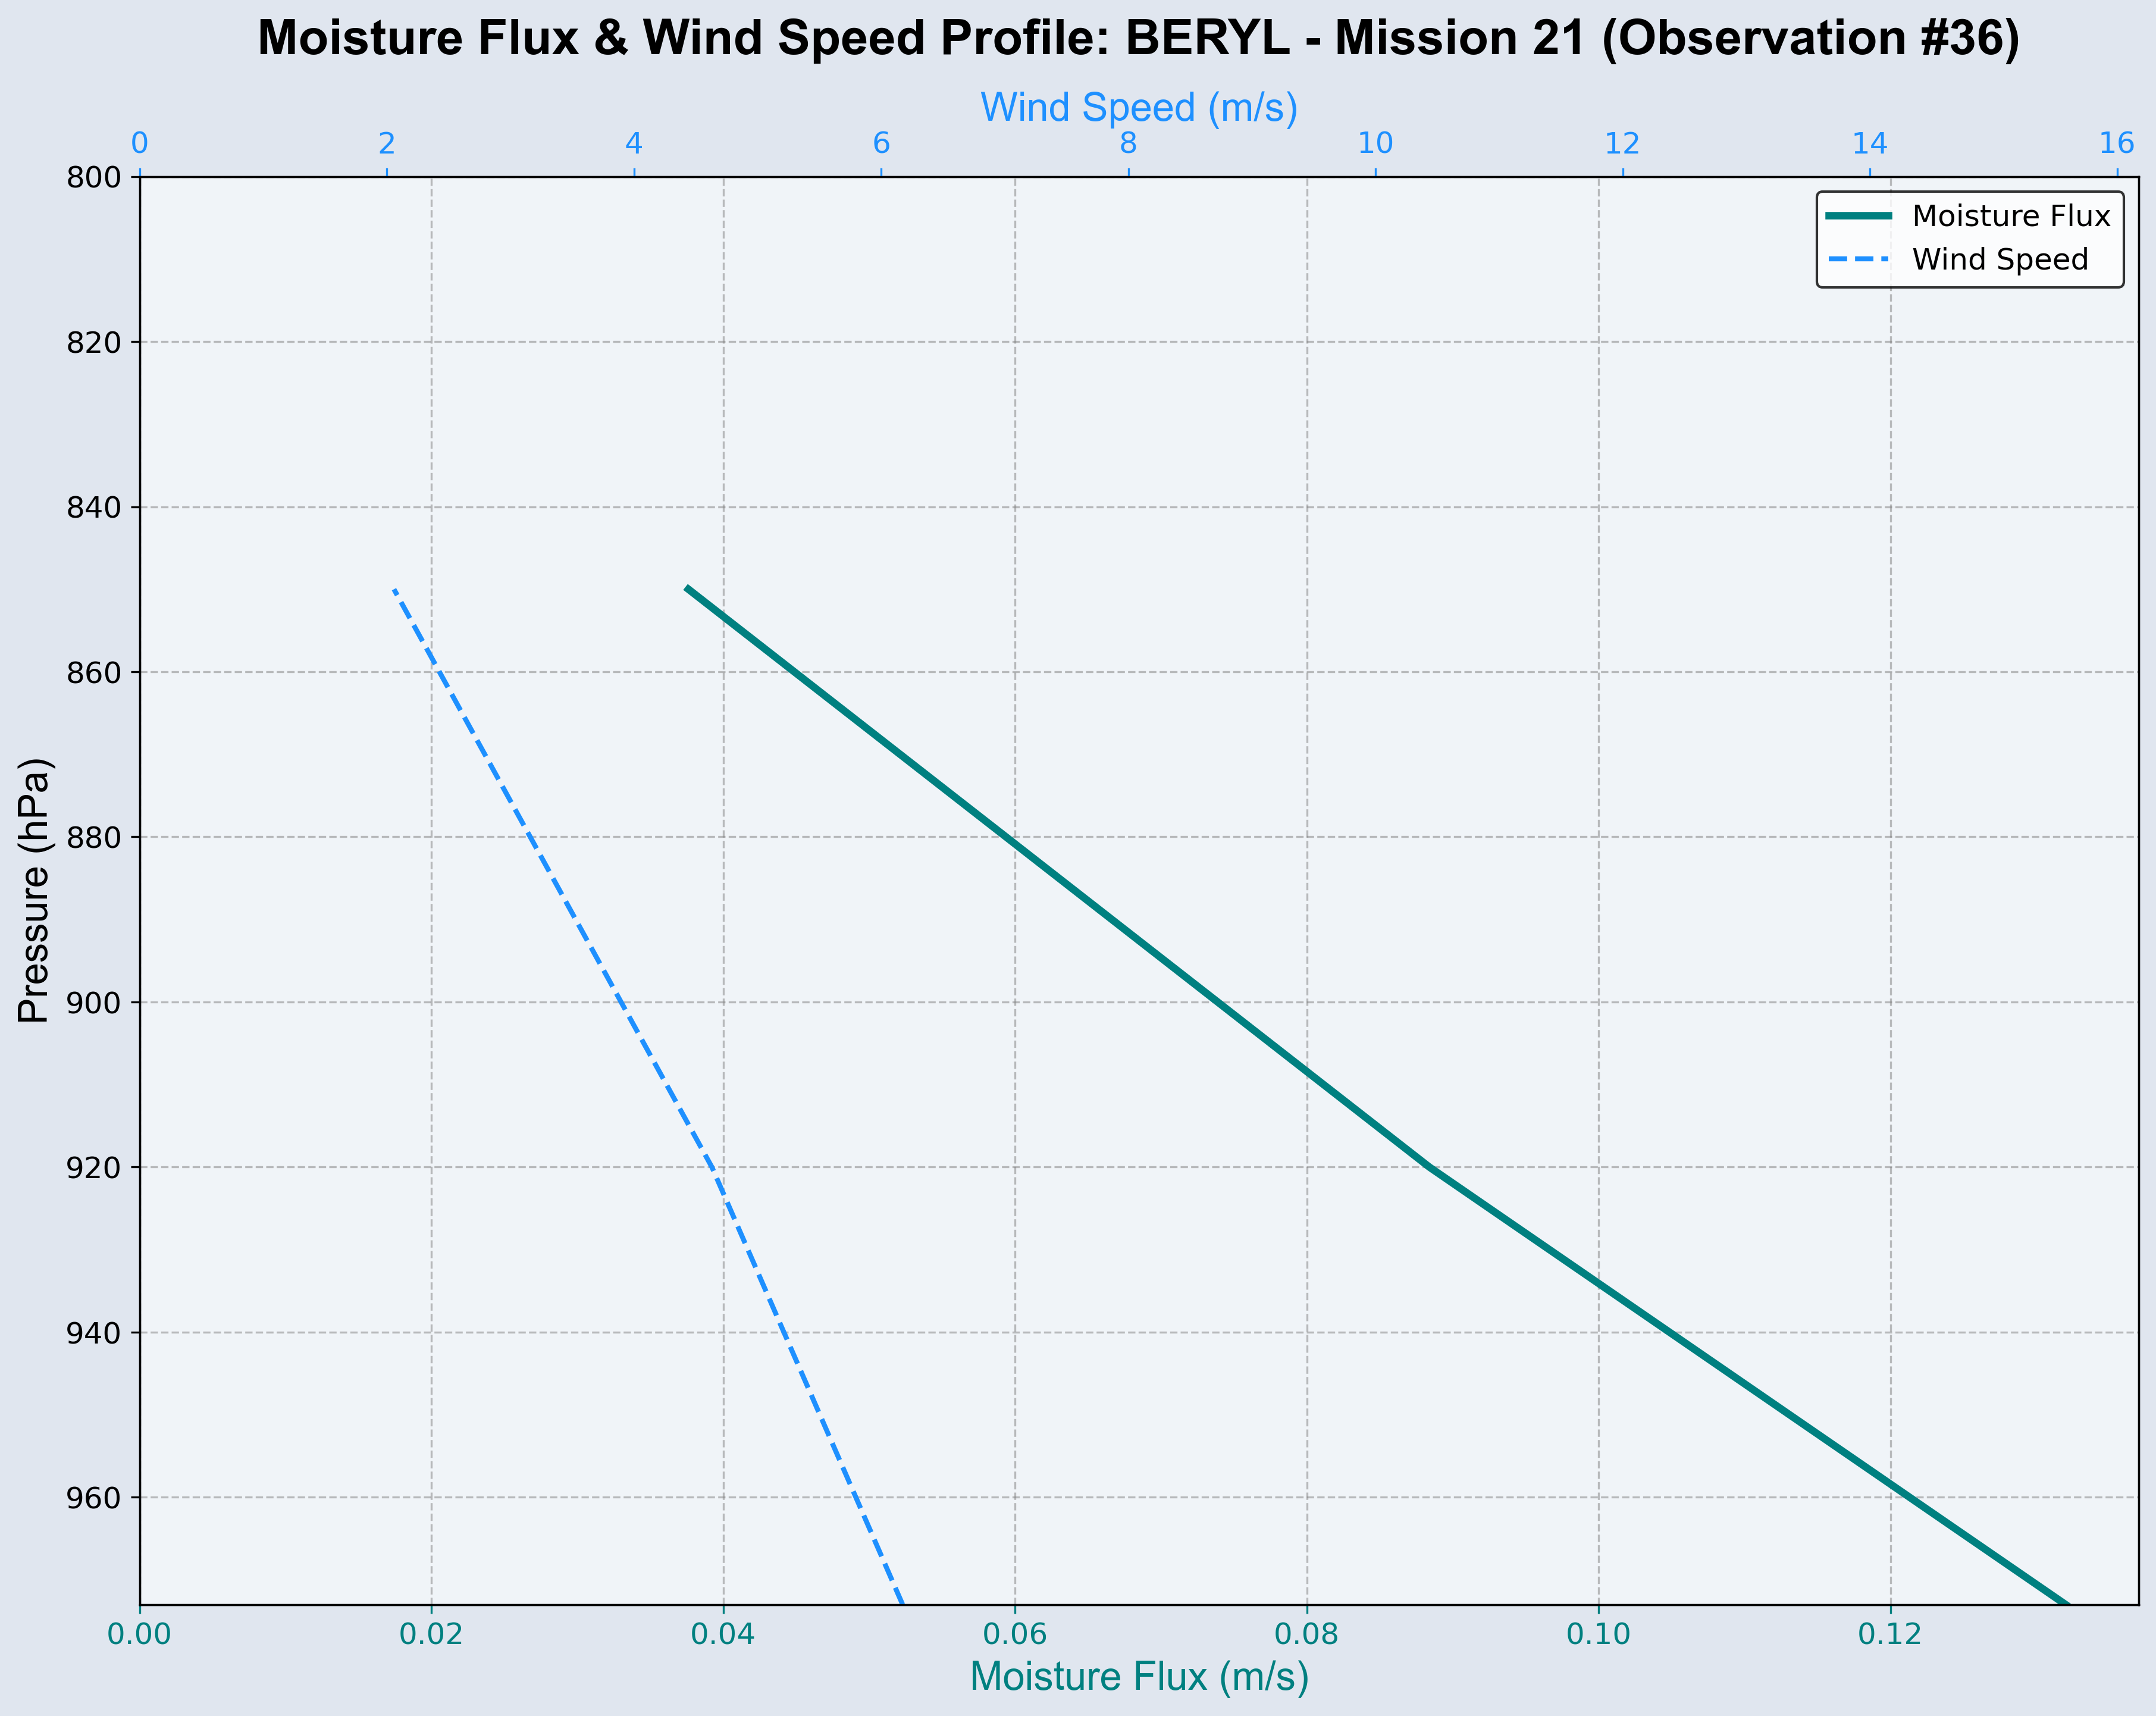 Moisture Flux & Wind Speed Profile: BERYL - Mission 21 (Observation #36)
Wind Speed (m/s)
0 2 4 6 8 10 12 14 16
Moisture Flux
Wind Speed
Pressure (hPa)
800
820
840
860
880
900
920
940
960
0.00 0.02 0.04 0.06 0.08 0.10 0.12
Moisture Flux (m/s)